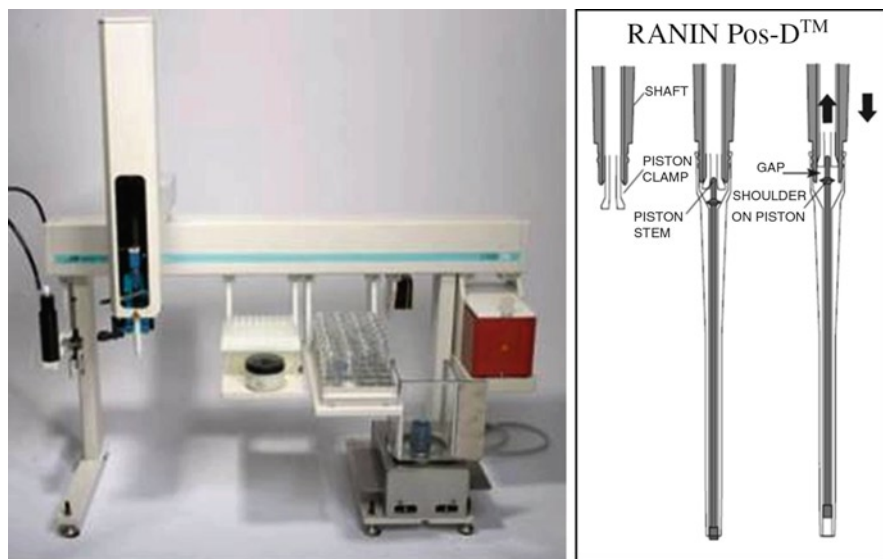 RANIN Pos-D™
SHAFT
PISTON
CLAMP
PISTON
STEM
GAP
SHOULDER
ON PISTON